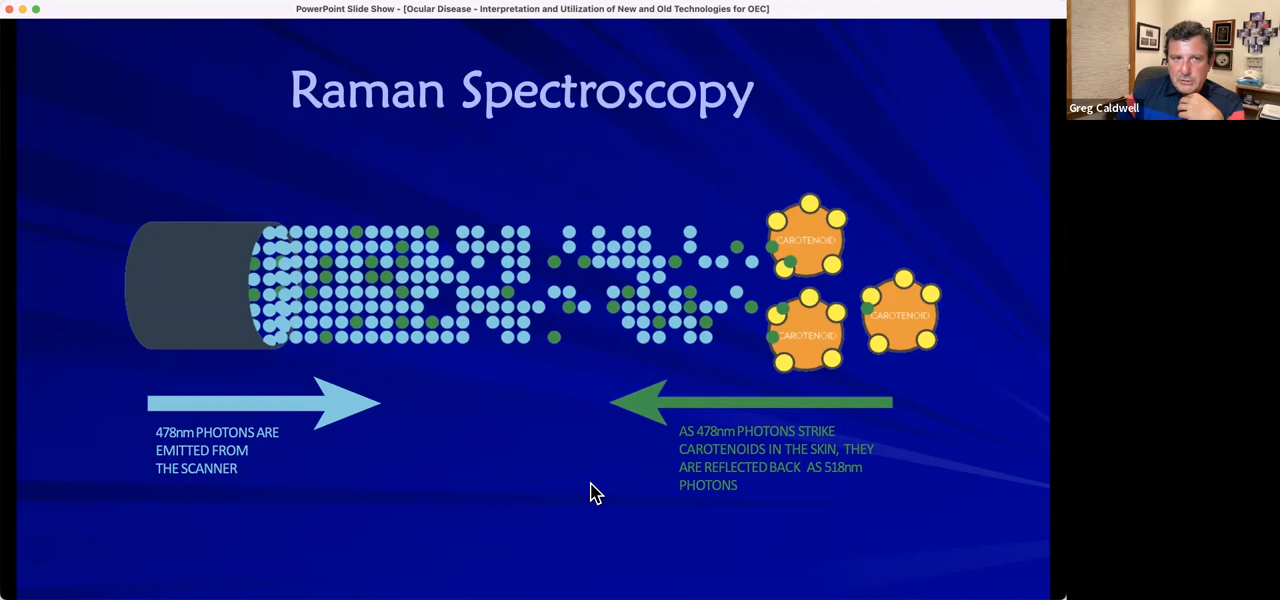 PowerPoint Slide Show - [Ocular Disease - Interpretation and Utilization of New and Old Technologies for OEC]
Greg Caldwell
Raman Spectroscopy
CAROTENOID
CAROTENOID
CAROTENOID
478nm PHOTONS ARE
EMITTED FROM
THE SCANNER
AS 478nm PHOTONS STRIKE
CAROTENOIDS IN THE SKIN, THEY
ARE REFLECTED BACK AS 518nm
PHOTONS